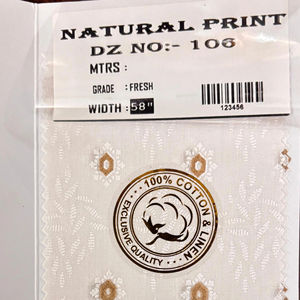 NATURAL PRINT
DZ NO:- 106
MTRS :
GRADE : FRESH
WIDTH : 58"
123456
100% COTTON & LINEN
EXCLUSIVE QUALITY